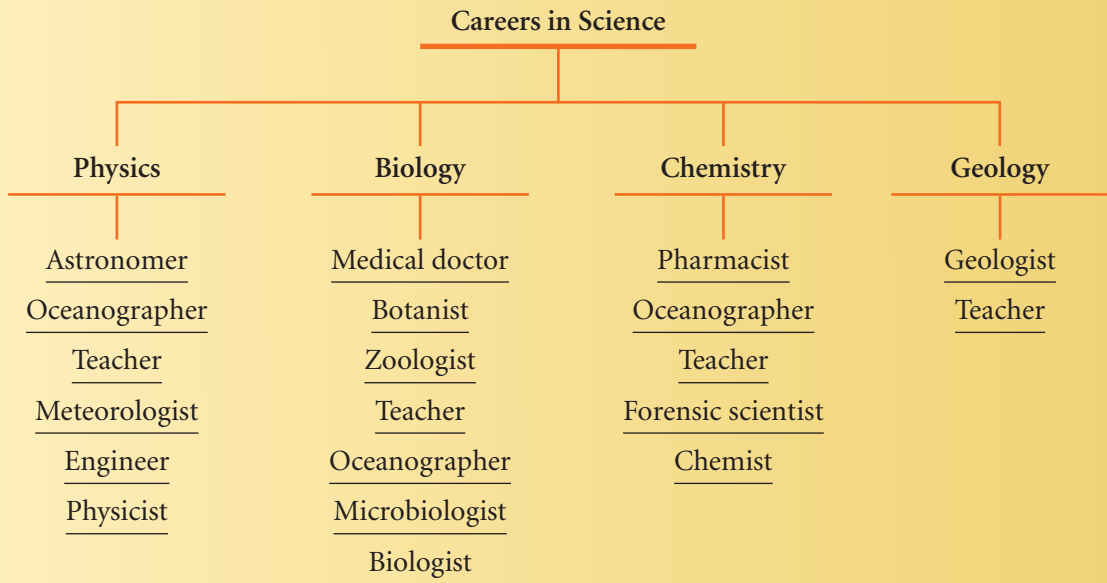 Careers in Science
Physics
Astronomer
Oceanographer
Teacher
Meteorologist
Engineer
Physicist
Biology
Medical doctor
Botanist
Zoologist
Teacher
Oceanographer
Microbiologist
Biologist
Chemistry
Pharmacist
Oceanographer
Teacher
Forensic scientist
Chemist
Geology
Geologist
Teacher